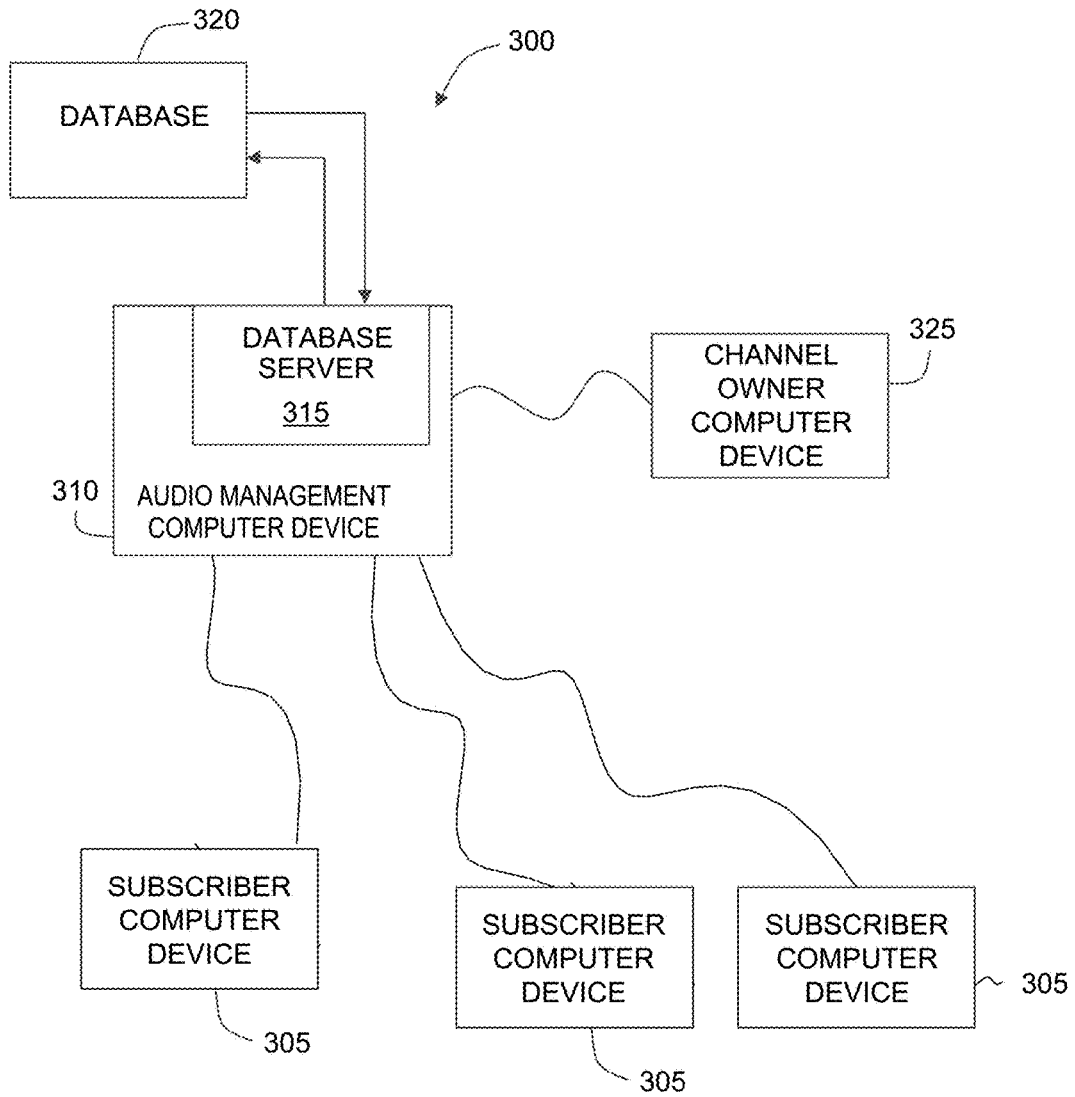 320
300
DATABASE
DATABASE
SERVER
315
325
CHANNEL
OWNER
COMPUTER
DEVICE
310
AUDIO MANAGEMENT
COMPUTER DEVICE
SUBSCRIBER
COMPUTER
DEVICE
305
SUBSCRIBER
COMPUTER
DEVICE
305
SUBSCRIBER
COMPUTER
DEVICE
305